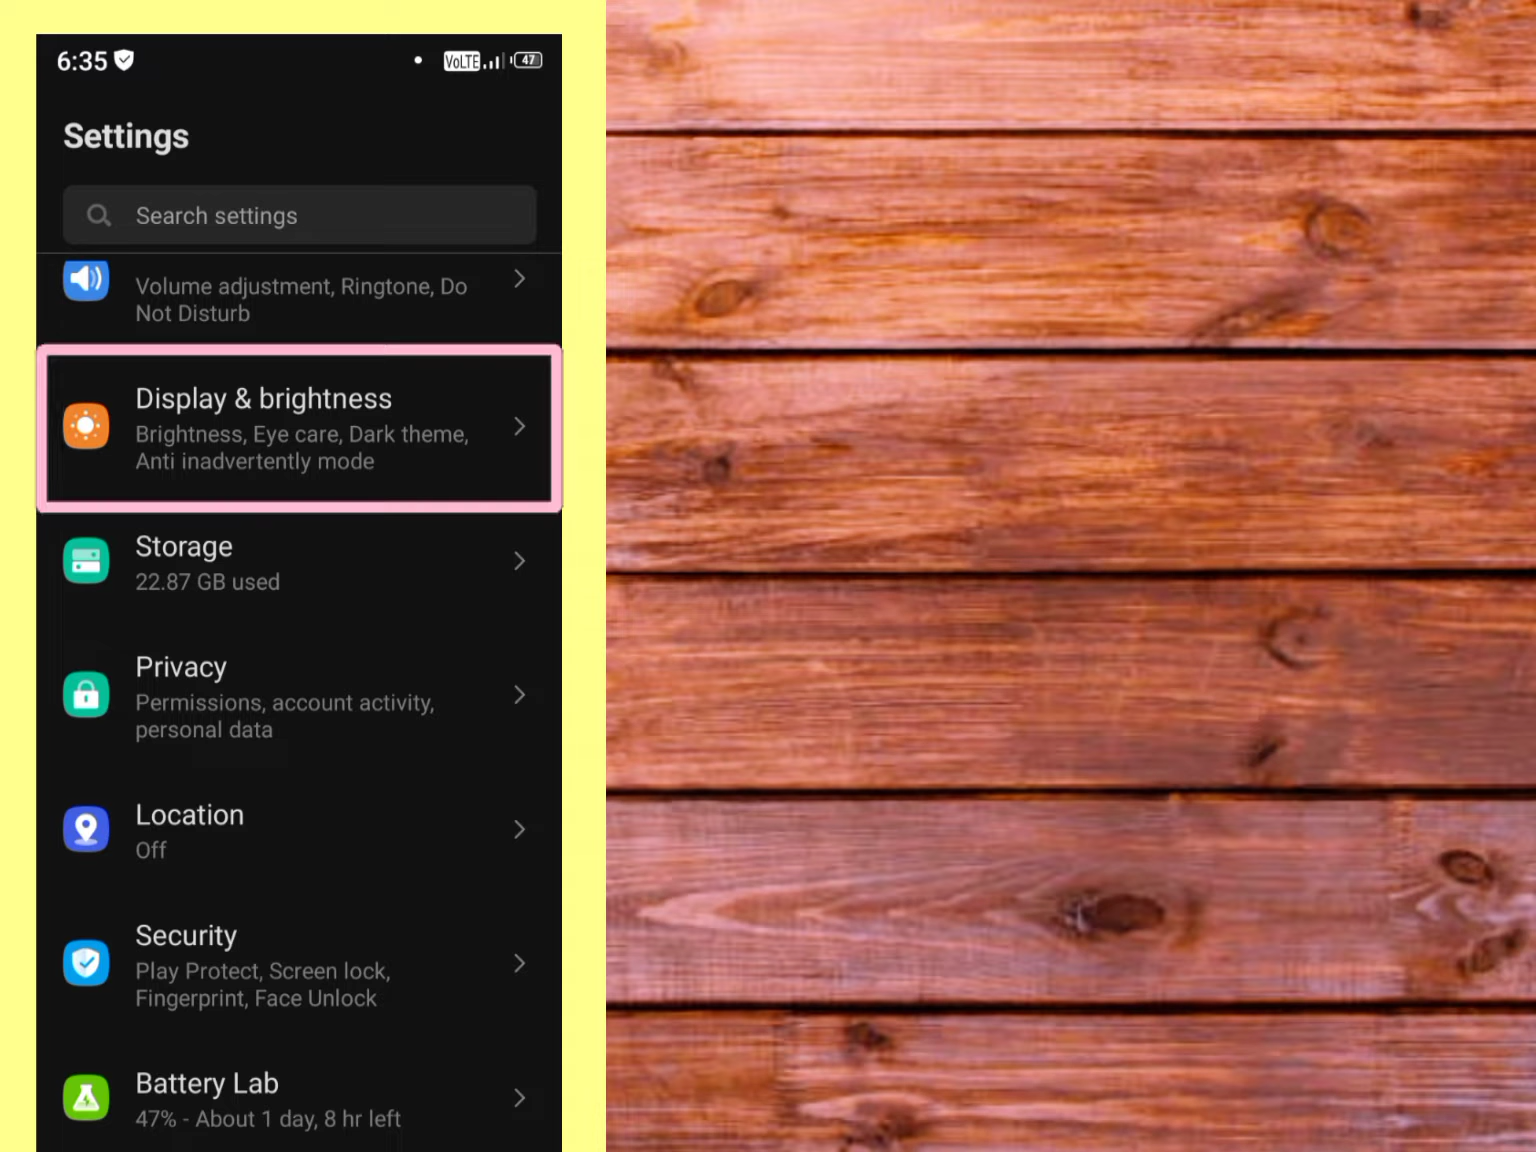 6:35 VoLTE 47
Settings
Search settings
Volume adjustment, Ringtone, Do
Not Disturb
Display & brightness
Brightness, Eye care, Dark theme,
Anti inadvertently mode
Storage
22.87 GB used
Privacy
Permissions, account activity,
personal data
Location
Off
Security
Play Protect, Screen lock,
Fingerprint, Face Unlock
Battery Lab
47% - About 1 day, 8 hr left